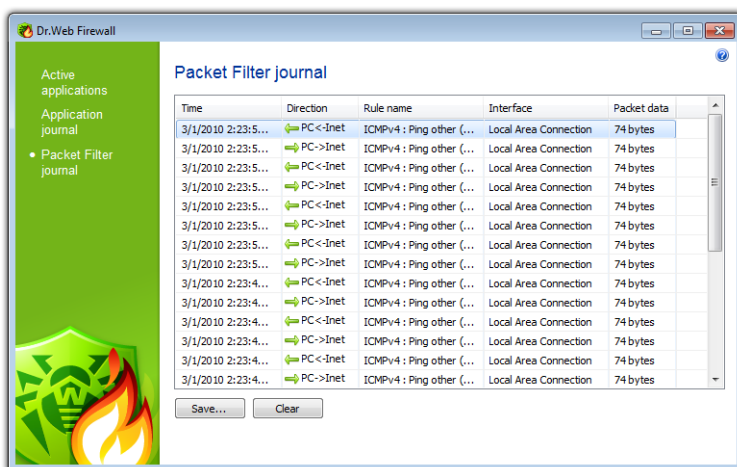 Dr.Web Firewall
Active
applications
Application
journal
Packet Filter
journal
Packet Filter journal
Time Direction Rule name Interface Packet data
3/1/2010 2:23:5... PC<-Inet ICMPv4 : Ping other (... Local Area Connection 74 bytes
3/1/2010 2:23:5... PC->Inet ICMPv4 : Ping other (... Local Area Connection 74 bytes
3/1/2010 2:23:5... PC<-Inet ICMPv4 : Ping other (... Local Area Connection 74 bytes
3/1/2010 2:23:5... PC->Inet ICMPv4 : Ping other (... Local Area Connection 74 bytes
3/1/2010 2:23:5... PC<-Inet ICMPv4 : Ping other (... Local Area Connection 74 bytes
3/1/2010 2:23:5... PC->Inet ICMPv4 : Ping other (... Local Area Connection 74 bytes
3/1/2010 2:23:5... PC<-Inet ICMPv4 : Ping other (... Local Area Connection 74 bytes
3/1/2010 2:23:5... PC->Inet ICMPv4 : Ping other (... Local Area Connection 74 bytes
3/1/2010 2:23:4... PC<-Inet ICMPv4 : Ping other (... Local Area Connection 74 bytes
3/1/2010 2:23:4... PC->Inet ICMPv4 : Ping other (... Local Area Connection 74 bytes
3/1/2010 2:23:4... PC<-Inet ICMPv4 : Ping other (... Local Area Connection 74 bytes
3/1/2010 2:23:4... PC->Inet ICMPv4 : Ping other (... Local Area Connection 74 bytes
3/1/2010 2:23:4... PC<-Inet ICMPv4 : Ping other (... Local Area Connection 74 bytes
3/1/2010 2:23:4... PC->Inet ICMPv4 : Ping other (... Local Area Connection 74 bytes
Save... Clear